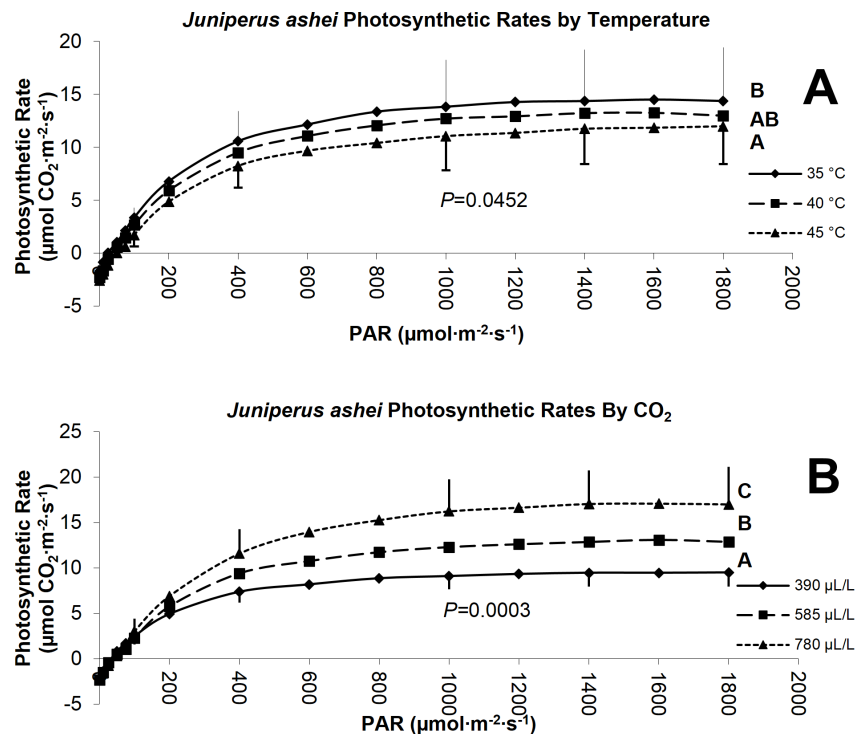 Juniperus ashei Photosynthetic Rates by Temperature
A
Photosynthetic Rate
(µmol CO₂·m⁻²·s⁻¹)
20
15
10
5
0
-5
B
AB
A
P=0.0452
35 °C
40 °C
45 °C
200
400
600
800
1000
1200
1400
1600
1800
2000
PAR (µmol·m⁻²·s⁻¹)
Juniperus ashei Photosynthetic Rates By CO₂
B
Photosynthetic Rate
(µmol CO₂·m⁻²·s⁻¹)
25
20
15
10
5
0
-5
C
B
A
P=0.0003
390 µL/L
585 µL/L
780 µL/L
200
400
600
800
1000
1200
1400
1600
1800
2000
PAR (µmol·m⁻²·s⁻¹)